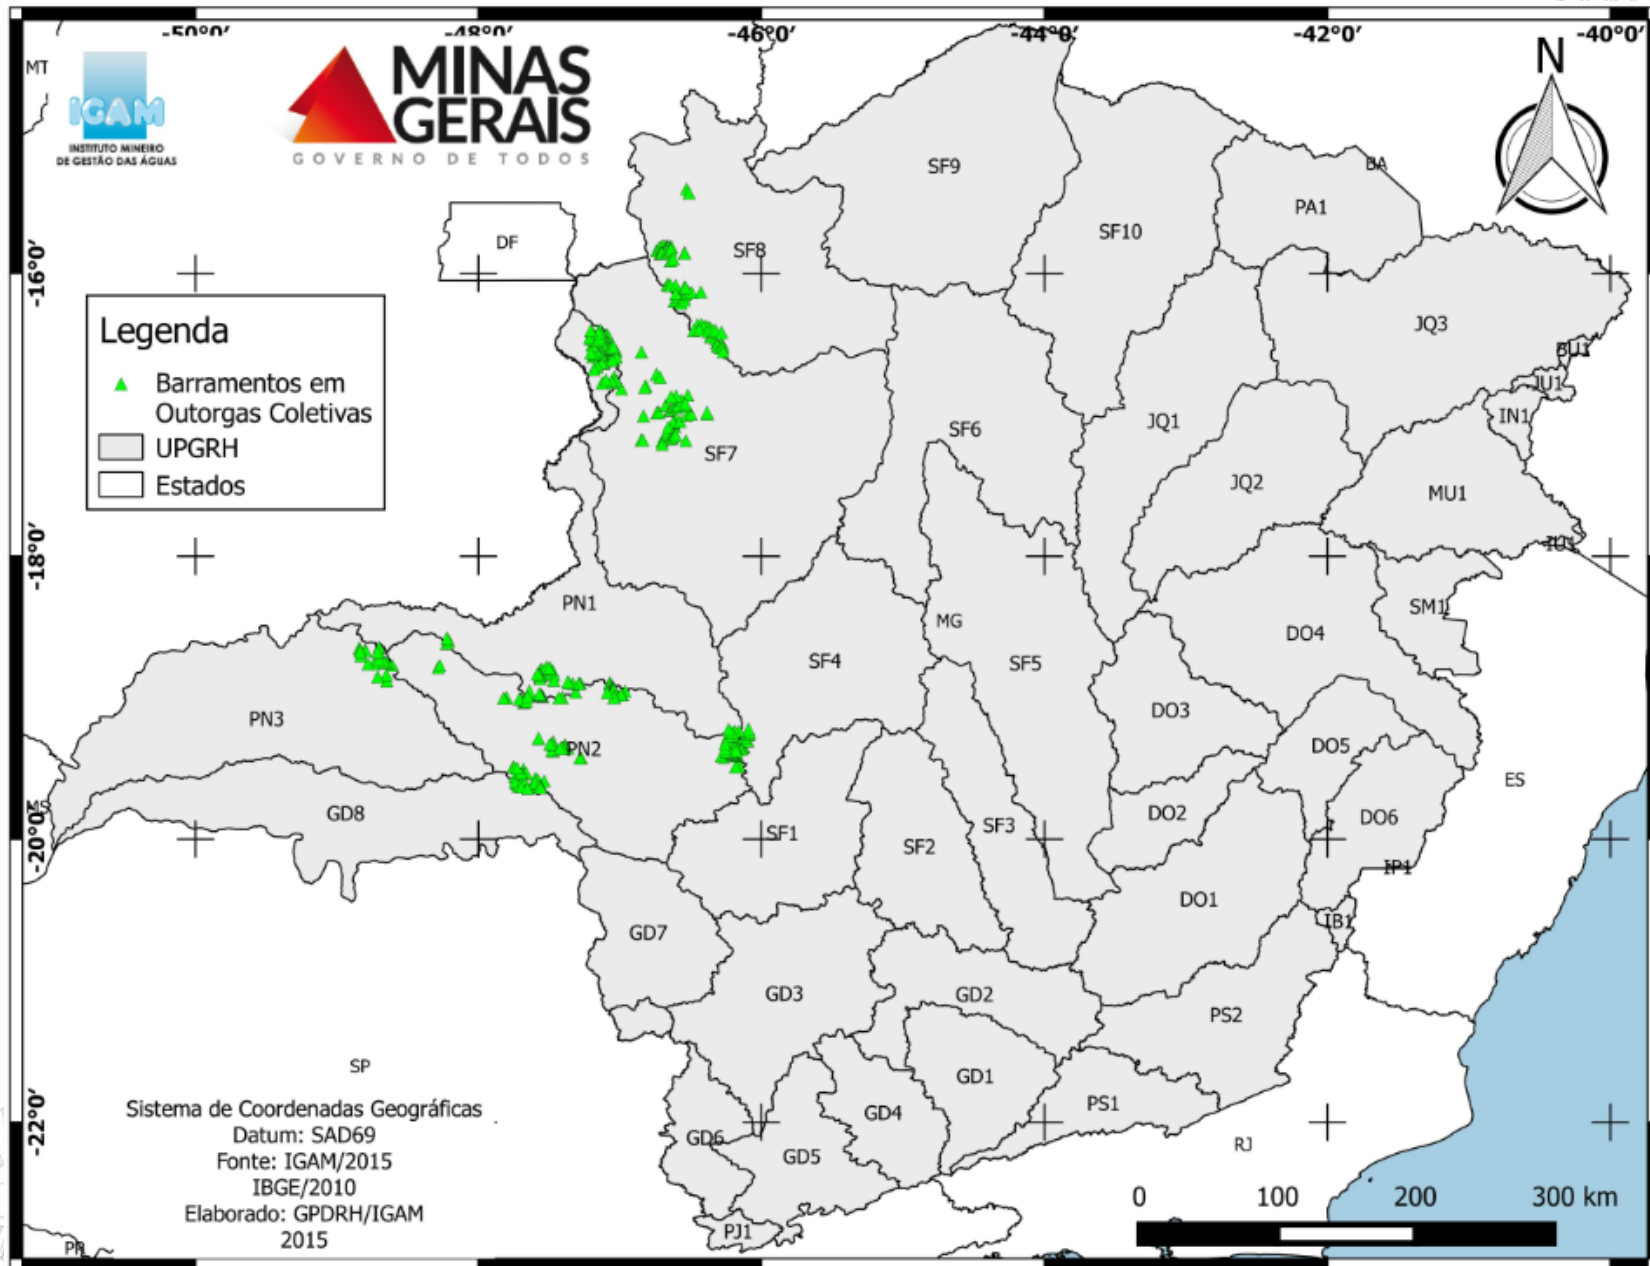 -50°0'
-48°0'
-46°0'
-44°0'
-42°0'
-40°0'
MT
IGAM
INSTITUTO MINEIRO
DE GESTÃO DAS ÁGUAS
MINAS
GERAIS
GOVERNO DE TODOS
N
SF9
BA
PA1
SF10
DF
SF8
-16°0'
Legenda
Barramentos em
Outorgas Coletivas
UPGRH
Estados
JQ3
BU1
JU1
IN1
JQ1
SF6
SF7
JQ2
MU1
-18°0'
IU1
PN1
SM1
MG
DO4
SF4
SF5
PN3
DO3
PN2
DO5
ES
MS
GD8
-20°0'
SF1
SF2
SF3
DO2
DO6
IP1
DO1
IB1
GD7
GD3
GD2
PS2
SP
GD1
PS1
GD4
Sistema de Coordenadas Geográficas
Datum: SAD69
Fonte: IGAM/2015
IBGE/2010
Elaborado: GPDRH/IGAM
2015
-22°0'
GD6
GD5
RJ
0 100 200 300 km
PJ1
PR